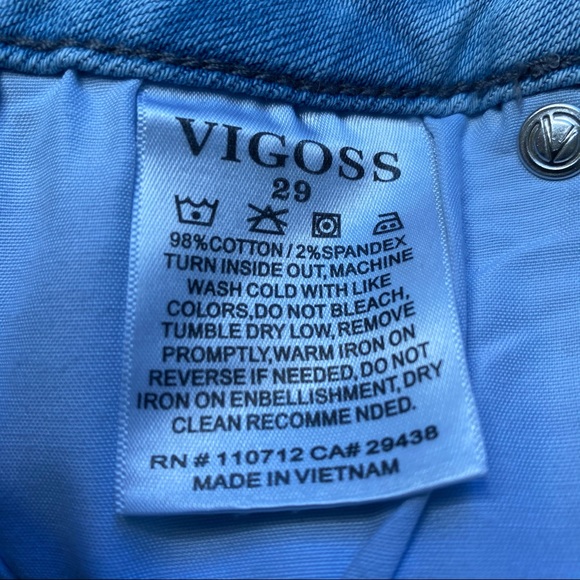 VIGOSS
29
98%COTTON/2%SPANDEX
TURN INSIDE OUT,MACHINE
WASH COLD WITH LIKE
COLORS,DO NOT BLEACH,
TUMBLE DRY LOW,REMOVE
PROMPTLY,WARM IRON ON
REVERSE IF NEEDED,DO NOT
IRON ON ENBELLISHMENT,DRY
CLEAN RECOMME NDED.
RN # 110712 CA# 29438
MADE IN VIETNAM